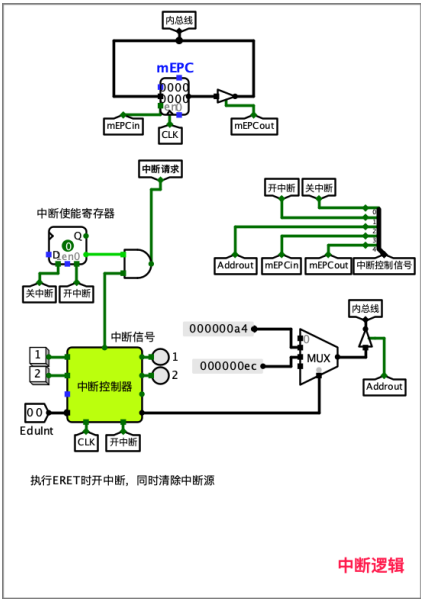 内总线
mEPC
0000
0000
en0
mEPCin
CLK
mEPCout
中断请求
开中断
关中断
中断使能寄存器
Q
D
0
en0
0
Addrout
mEPCin
mEPCout
中断控制信号
关中断
开中断
中断信号
内总线
000000a4
000000ec
0
MUX
1
2
中断控制器
1
2
Addrout
00
EduInt
CLK
开中断
执行ERET时开中断，同时清除中断源
中断逻辑